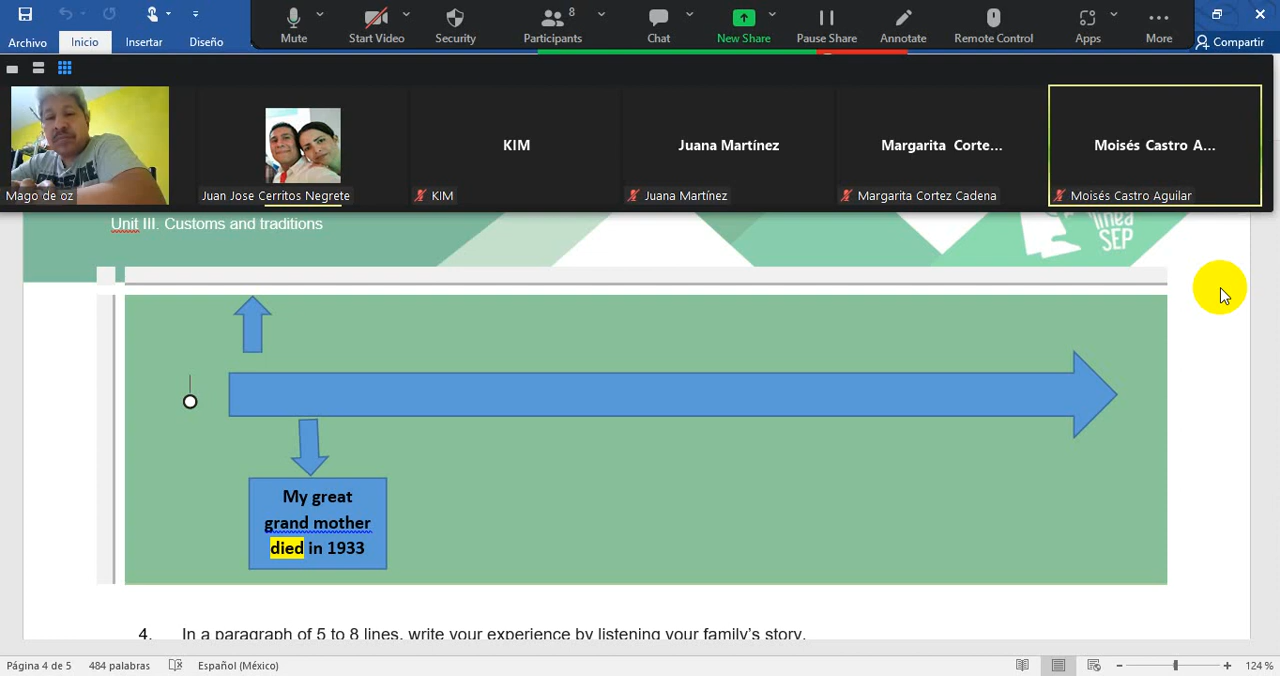 Archivo Inicio Insertar Diseño
Mute Start Video Security Participants 8 Chat New Share Pause Share Annotate Remote Control Apps More
Compartir
KIM Juana Martínez Margarita Corte... Moisés Castro A...
Mago de oz Juan Jose Cerritos Negrete KIM Juana Martínez Margarita Cortez Cadena Moisés Castro Aguilar
Unit III. Customs and traditions
línea
SEP
My great
grand mother
died in 1933
4. In a paragraph of 5 to 8 lines, write your experience by listening your family's story.
Página 4 de 5 484 palabras Español (México) 124 %